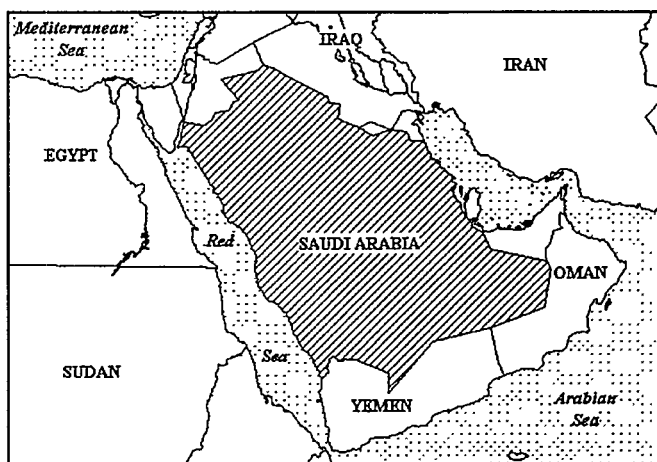 Mediterranean
Sea
IRAQ
IRAN
EGYPT
Red
SAUDI ARABIA
OMAN
Sea
SUDAN
YEMEN
Arabian
Sea